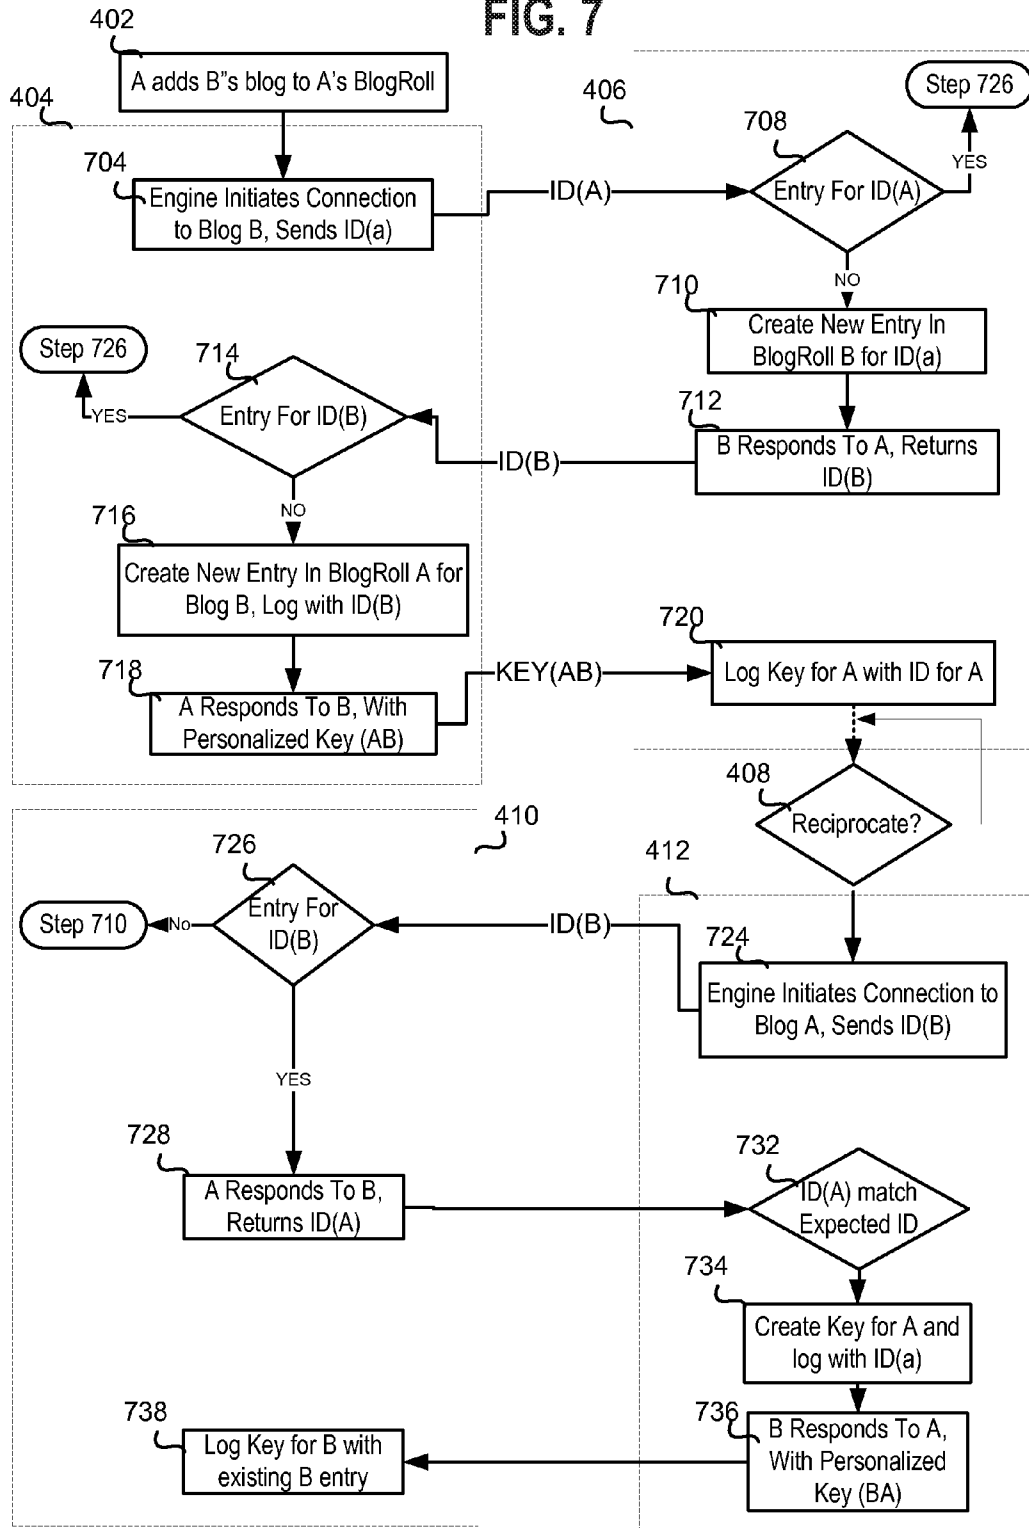 FIG. 7
402
A adds B"s blog to A's BlogRoll
404
406
Step 726
708
YES
704
Engine Initiates Connection
to Blog B, Sends ID(a)
ID(A)
Entry For ID(A)
NO
710
Create New Entry In
BlogRoll B for ID(a)
Step 726
714
YES
Entry For ID(B)
712
B Responds To A, Returns
ID(B)
ID(B)
NO
716
Create New Entry In BlogRoll A for
Blog B, Log with ID(B)
720
Log Key for A with ID for A
718
A Responds To B, With
Personalized Key (AB)
KEY(AB)
408
Reciprocate?
410
412
726
Entry For
ID(B)
Step 710
No
ID(B)
724
Engine Initiates Connection to
Blog A, Sends ID(B)
YES
728
A Responds To B,
Returns ID(A)
732
ID(A) match
Expected ID
734
Create Key for A and
log with ID(a)
738
Log Key for B with
existing B entry
736
B Responds To A,
With Personalized
Key (BA)